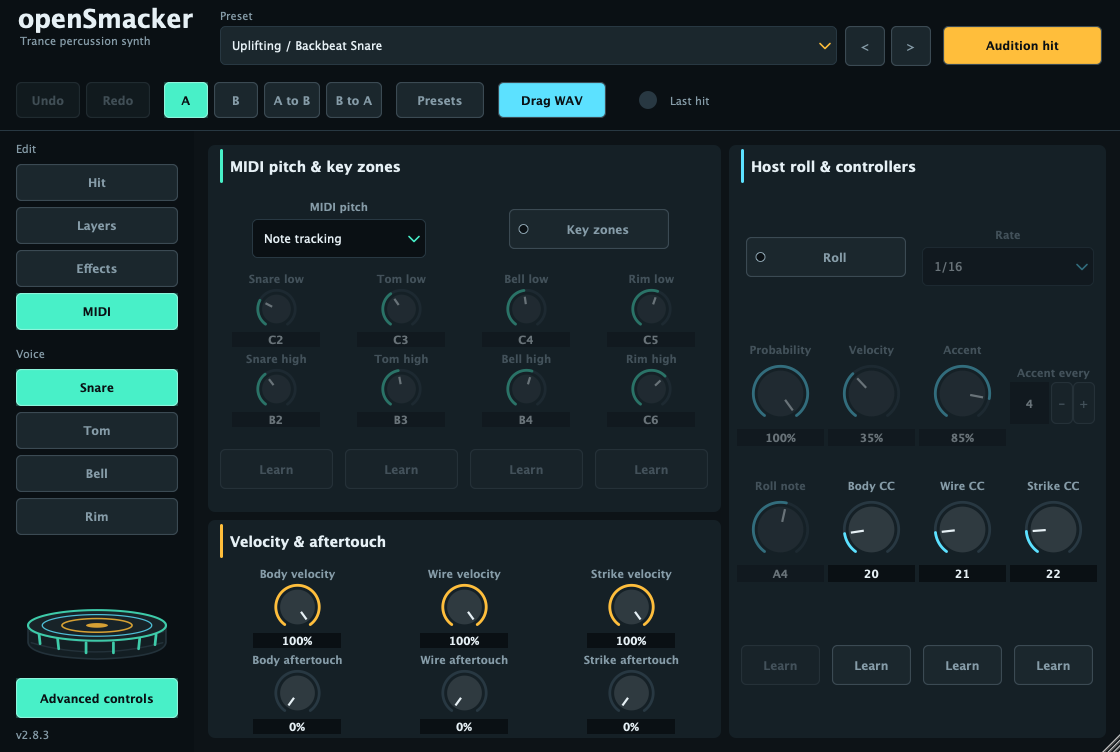 openSmacker
Trance percussion synth
Preset
Uplifting / Backbeat Snare
<
>
Audition hit
Undo
Redo
A
B
A to B
B to A
Presets
Drag WAV
Last hit
Edit
Hit
Layers
Effects
MIDI
Voice
Snare
Tom
Bell
Rim
Advanced controls
v2.8.3
MIDI pitch & key zones
MIDI pitch
Note tracking
Key zones
Snare low
Tom low
Bell low
Rim low
C2
C3
C4
C5
Snare high
Tom high
Bell high
Rim high
B2
B3
B4
C6
Learn
Learn
Learn
Learn
Velocity & aftertouch
Body velocity
Wire velocity
Strike velocity
100%
100%
100%
Body aftertouch
Wire aftertouch
Strike aftertouch
0%
0%
0%
Host roll & controllers
Roll
Rate
1/16
Probability
Velocity
Accent
Accent every
4
-
+
100%
35%
85%
Roll note
Body CC
Wire CC
Strike CC
A4
20
21
22
Learn
Learn
Learn
Learn